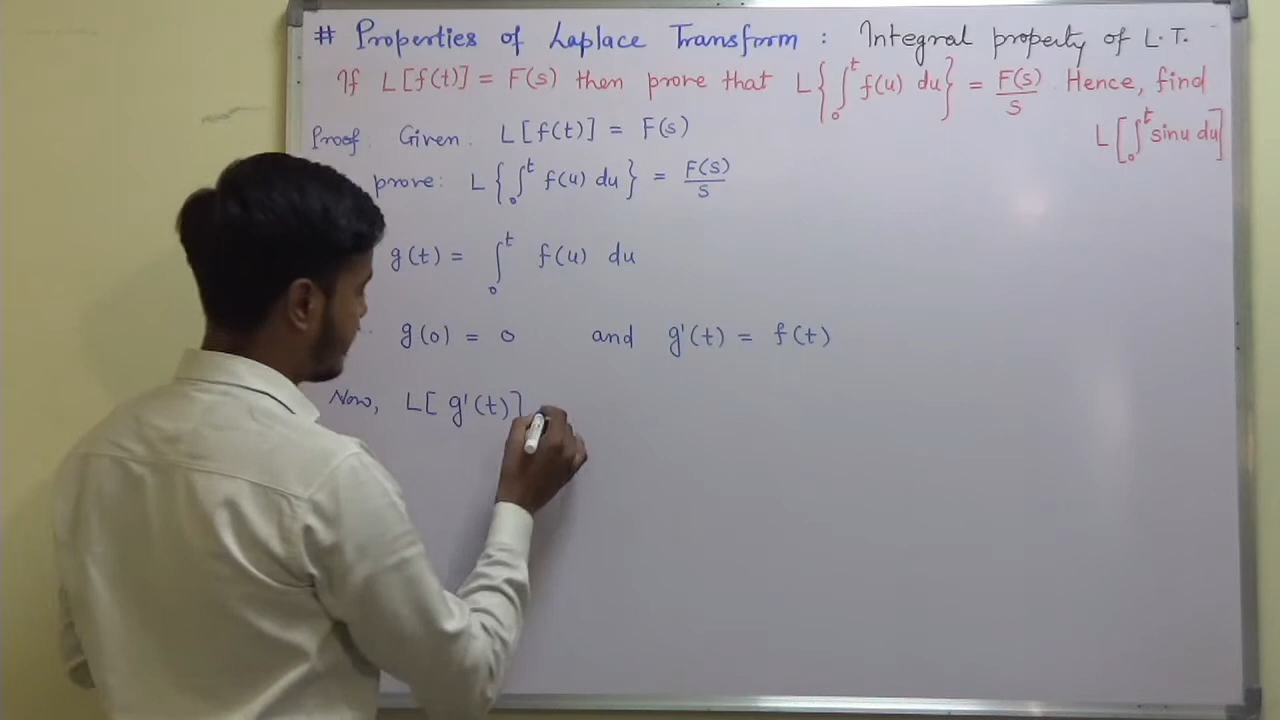 # Properties of Laplace Transform : Integral property of L.T.
If L[f(t)] = F(s) then prove that L{∫₀ᵗ f(u) du} = F(s)/s Hence, find
L[∫₀ᵗ sinu du]
Proof. Given. L[f(t)] = F(s)
prove: L{∫₀ᵗ f(u) du} = F(s)/s
g(t) = ∫₀ᵗ f(u) du
g(0) = 0 and g'(t) = f(t)
Now, L[g'(t)]